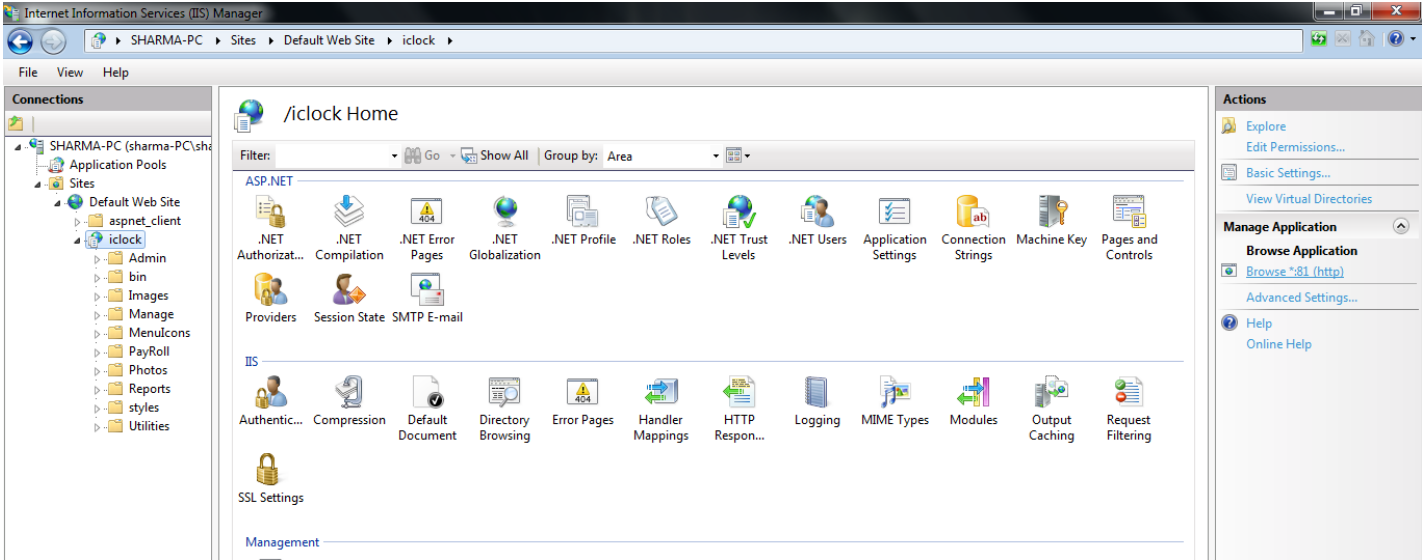 Internet Information Services (IIS) Manager
SHARMA-PC Sites Default Web Site iclock
File View Help
Connections
SHARMA-PC (sharma-PC\sha
Application Pools
Sites
Default Web Site
aspnet_client
iclock
Admin
bin
Images
Manage
MenuIcons
PayRoll
Photos
Reports
styles
Utilities
/iclock Home
Filter: Go Show All Group by: Area
ASP.NET
.NET Authorizat...
.NET Compilation
.NET Error Pages
.NET Globalization
.NET Profile
.NET Roles
.NET Trust Levels
.NET Users
Application Settings
Connection Strings
Machine Key
Pages and Controls
Providers
Session State
SMTP E-mail
IIS
Authentic...
Compression
Default Document
Directory Browsing
Error Pages
Handler Mappings
HTTP Respon...
Logging
MIME Types
Modules
Output Caching
Request Filtering
SSL Settings
Management
Actions
Explore
Edit Permissions...
Basic Settings...
View Virtual Directories
Manage Application
Browse Application
Browse *:81 (http)
Advanced Settings...
Help
Online Help